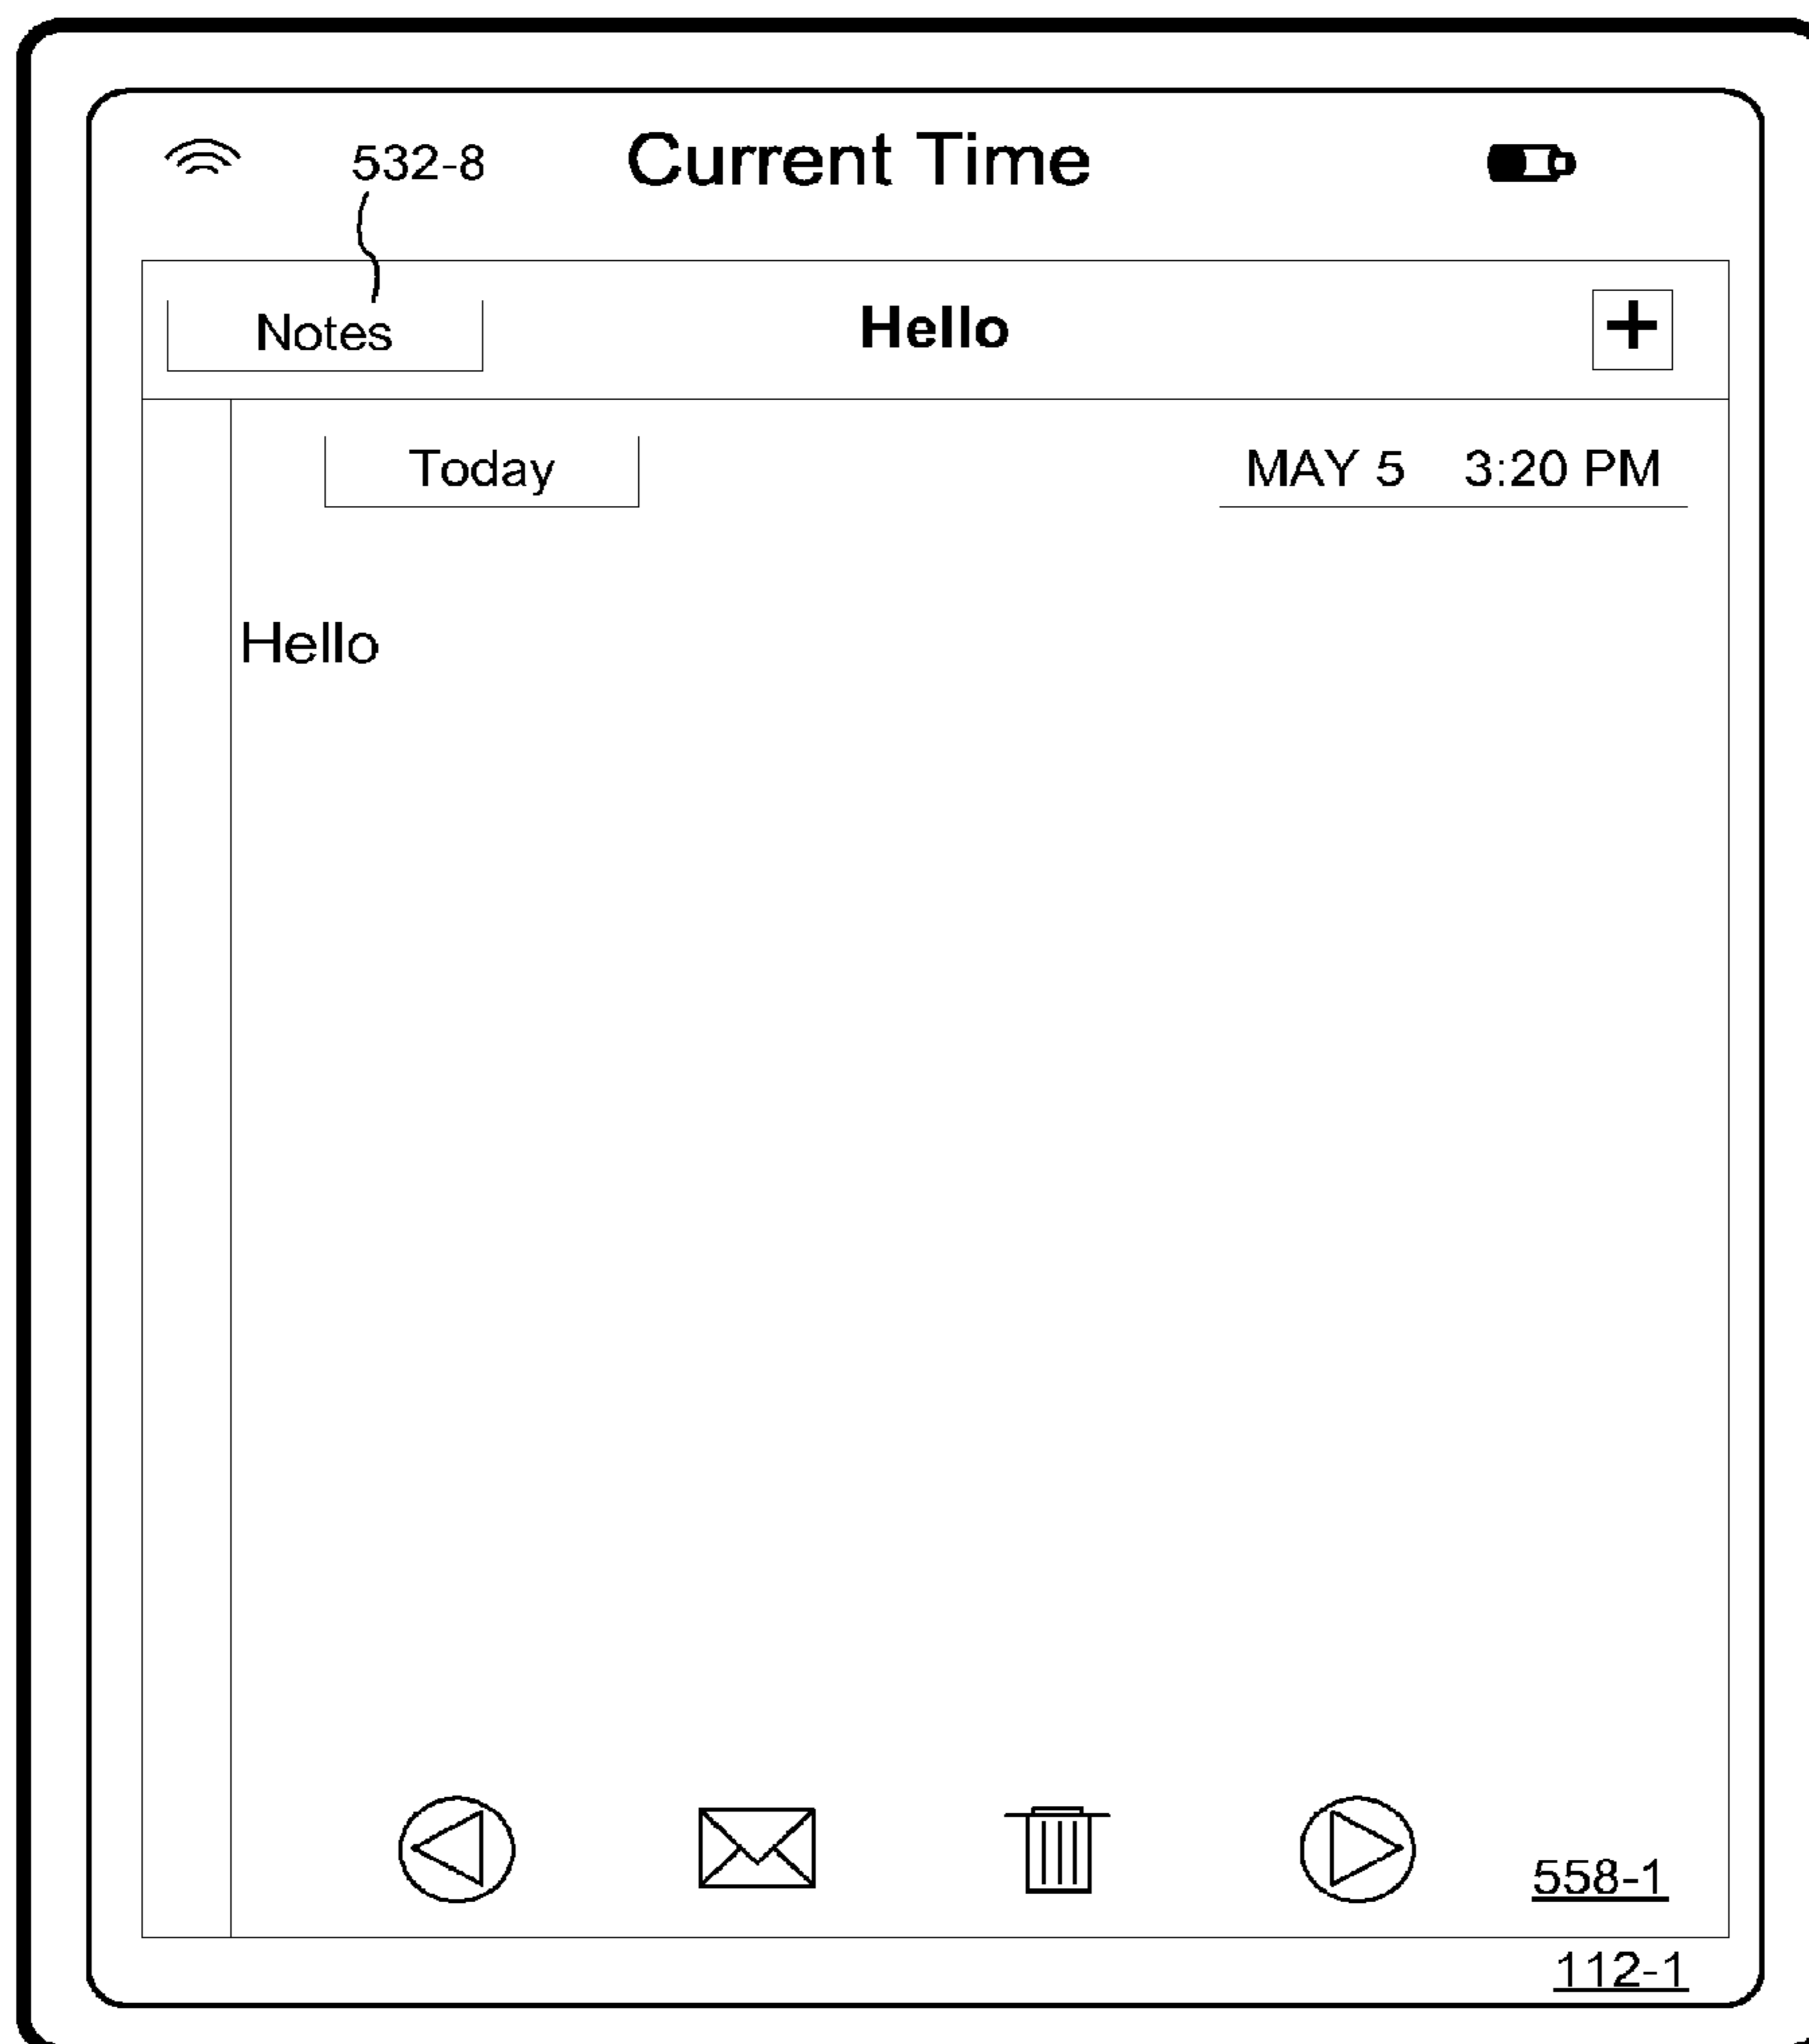 532-8 Current Time
Notes Hello +
Today MAY 5 3:20 PM
Hello
558-1
112-1